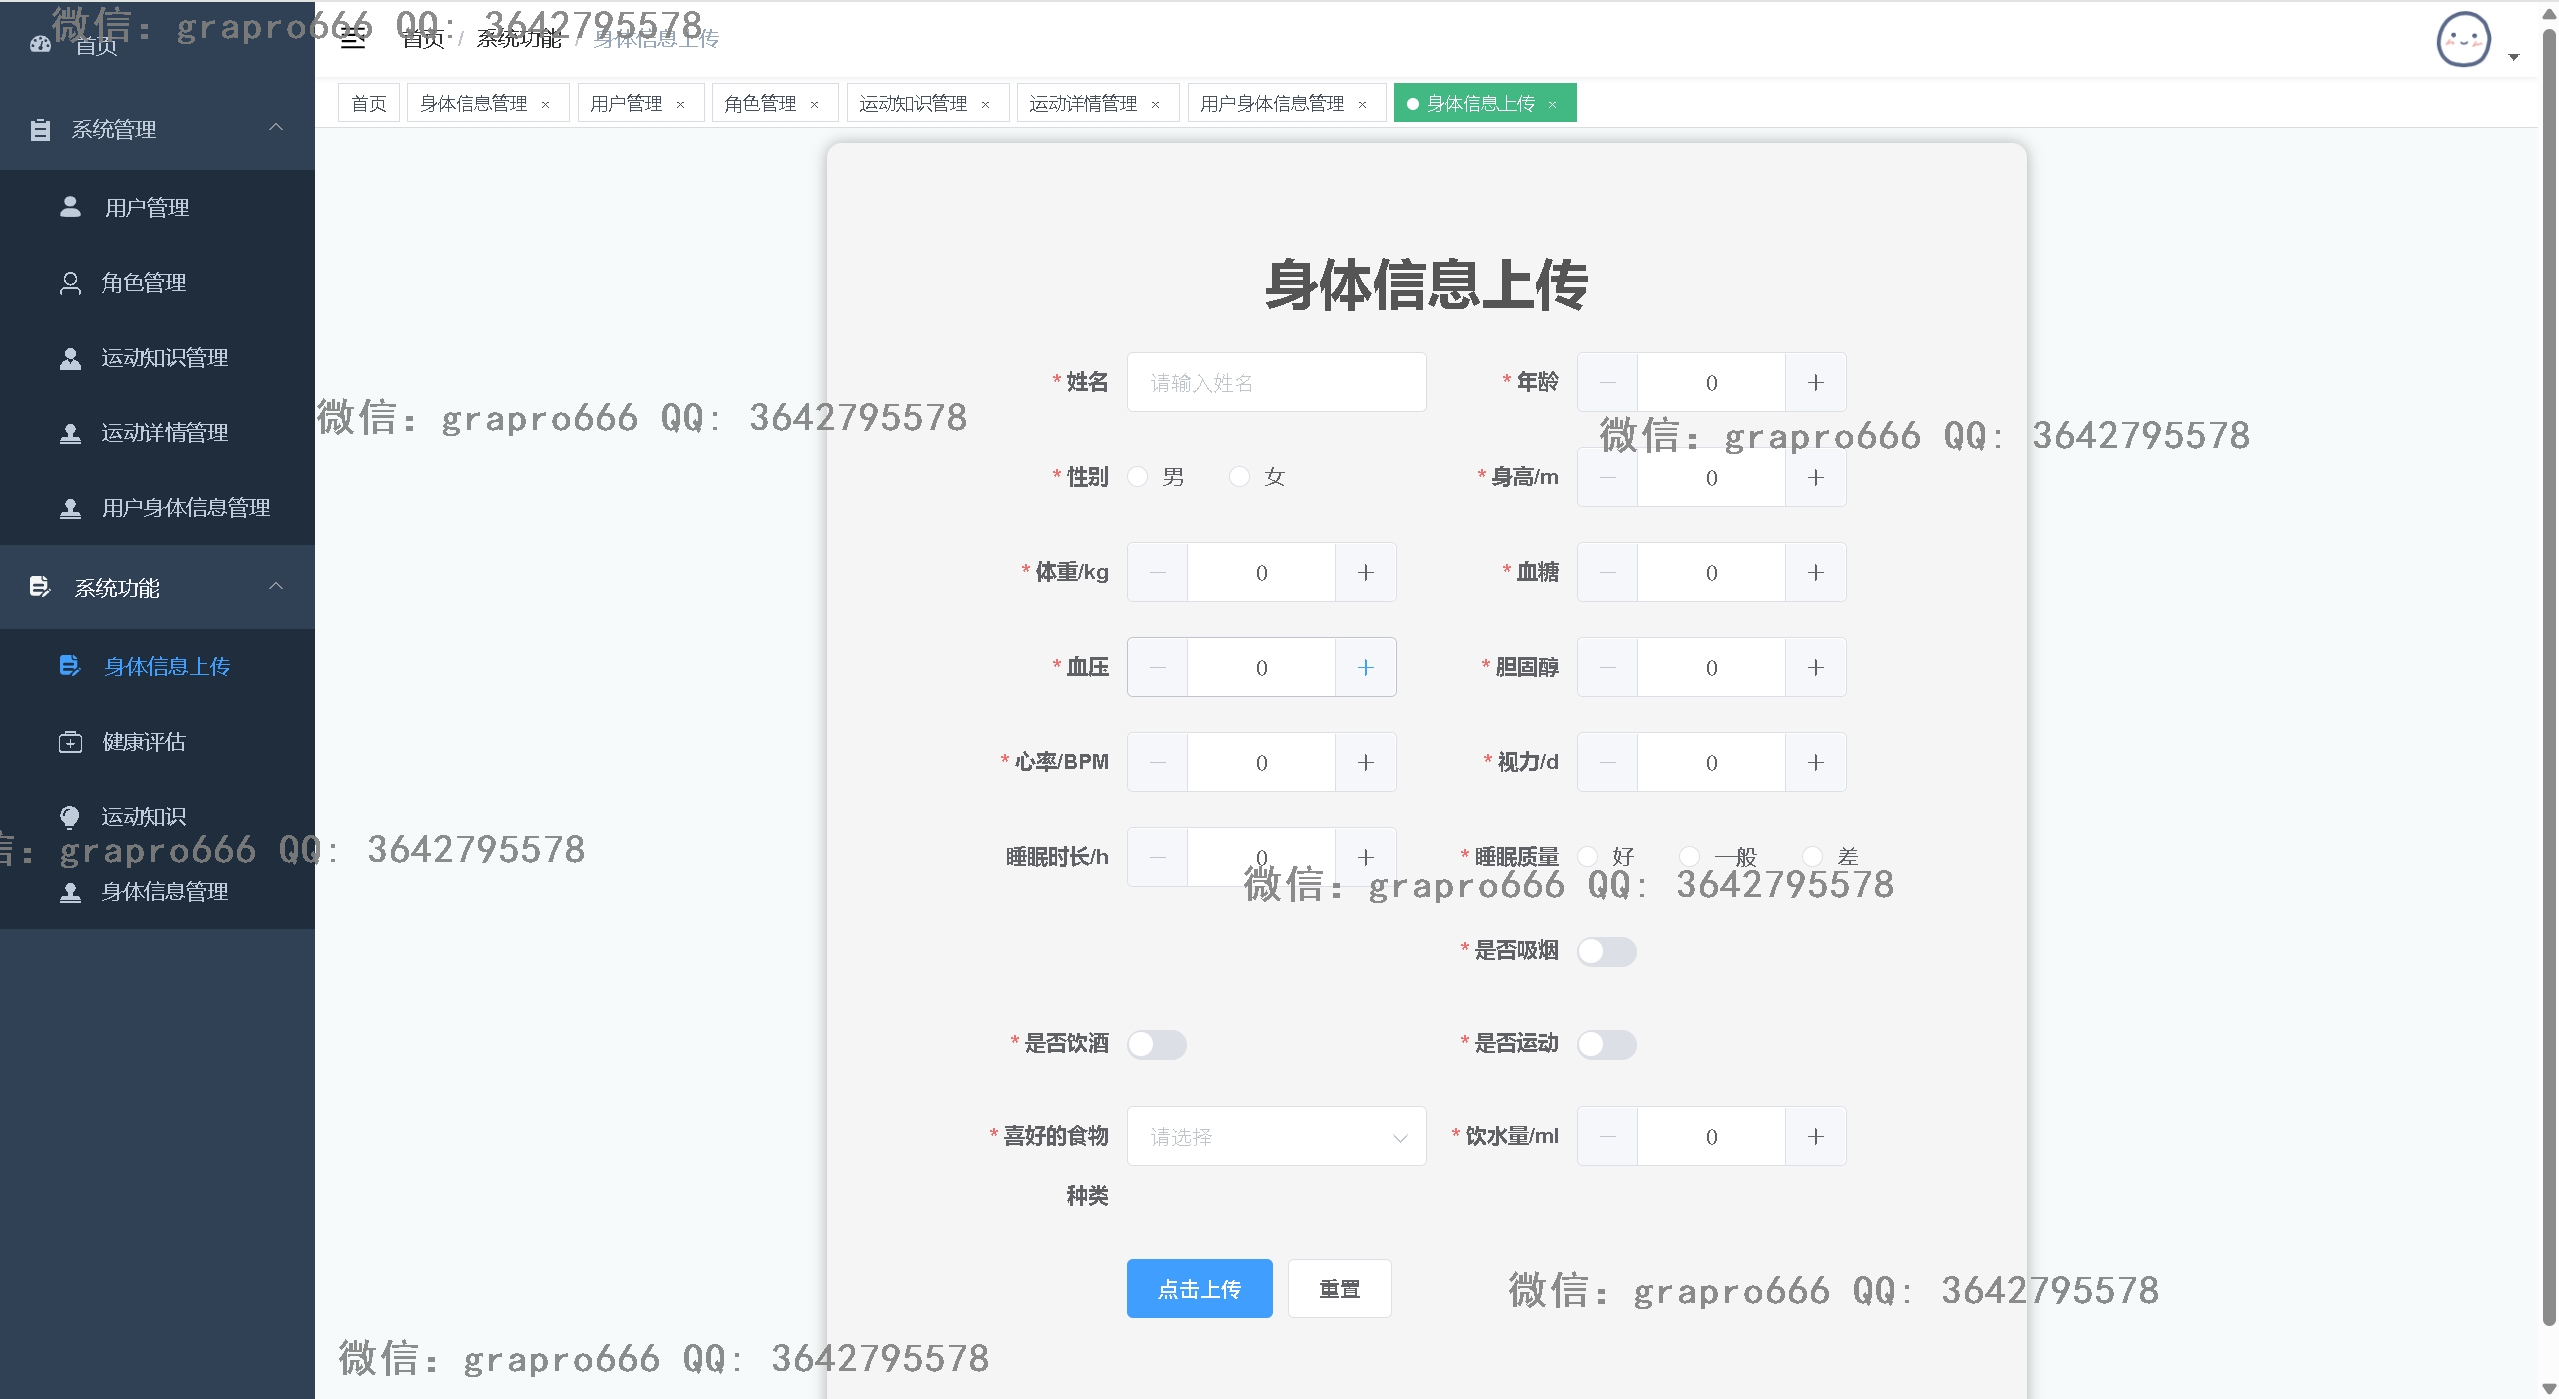 首页
系统管理
用户管理
角色管理
运动知识管理
运动详情管理
用户身体信息管理
系统功能
身体信息上传
健康评估
运动知识
身体信息管理
首页 / 系统功能 / 身体信息上传
首页 身体信息管理 × 用户管理 × 角色管理 × 运动知识管理 × 运动详情管理 × 用户身体信息管理 × 身体信息上传 ×
身体信息上传
* 姓名 请输入姓名 * 年龄 — 0 +
* 性别 男 女 * 身高/m — 0 +
* 体重/kg — 0 + * 血糖 — 0 +
* 血压 — 0 + * 胆固醇 — 0 +
* 心率/BPM — 0 + * 视力/d — 0 +
睡眠时长/h — 0 + * 睡眠质量 好 一般 差
* 是否吸烟
* 是否饮酒 * 是否运动
* 喜好的食物种类 请选择 * 饮水量/ml — 0 +
点击上传 重置
微信: grapro666 QQ: 3642795578
微信: grapro666 QQ: 3642795578
微信: grapro666 QQ: 3642795578
信: grapro666 QQ: 3642795578
微信: grapro666 QQ: 3642795578
微信: grapro666 QQ: 3642795578
微信: grapro666 QQ: 3642795578